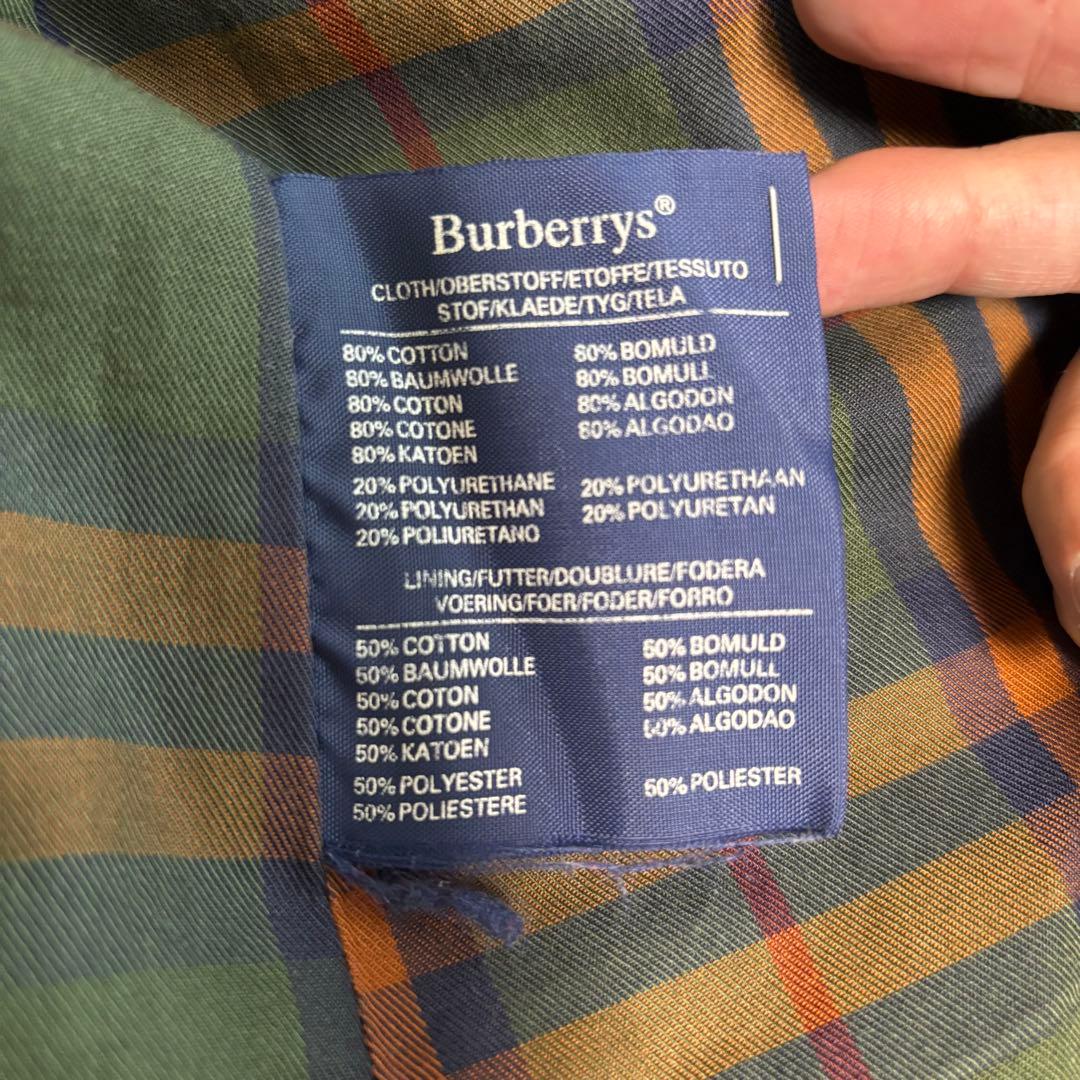 Burberrys®
CLOTH/OBERSTOFF/ETOFFE/TESSUTO
STOF/KLAEDE/TYG/TELA
80% COTTON
80% BAUMWOLLE
80% COTON
80% COTONE
80% KATOEN
80% BOMULD
80% BOMULL
80% ALGODON
80% ALGODAO
20% POLYURETHANE
20% POLYURETHAN
20% POLIURETANO
20% POLYURETHAAN
20% POLYURETAN
LINING/FUTTER/DOUBLURE/FODERA
VOERING/FOER/FODER/FORRO
50% COTTON
50% BAUMWOLLE
50% COTON
50% COTONE
50% KATOEN
50% BOMULD
50% BOMULL
50% ALGODON
50% ALGODAO
50% POLYESTER
50% POLIESTERE
50% POLIESTER